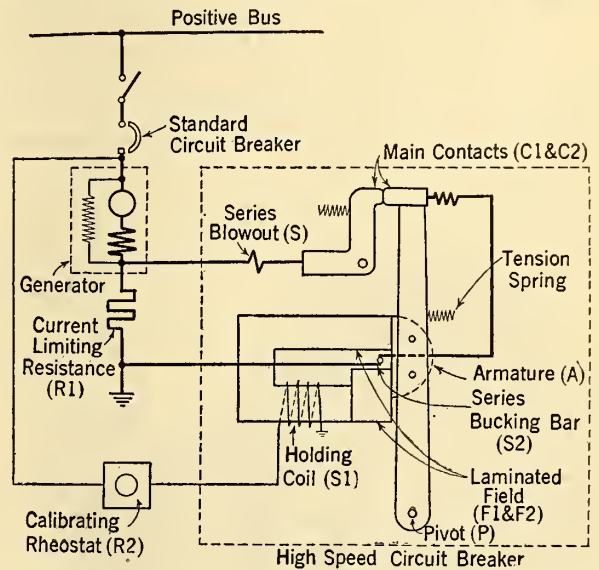 Positive Bus
Standard
Circuit Breaker
Main Contacts (C1&C2)
Series
Blowout (S)
Tension
Spring
Generator
Current
Limiting
Resistance
(R1)
Armature (A)
Series
Bucking Bar
(S2)
Holding
Coil (S1)
Laminated
Field
(F1&F2)
Calibrating
Rheostat (R2)
Pivot (P)
High Speed Circuit Breaker